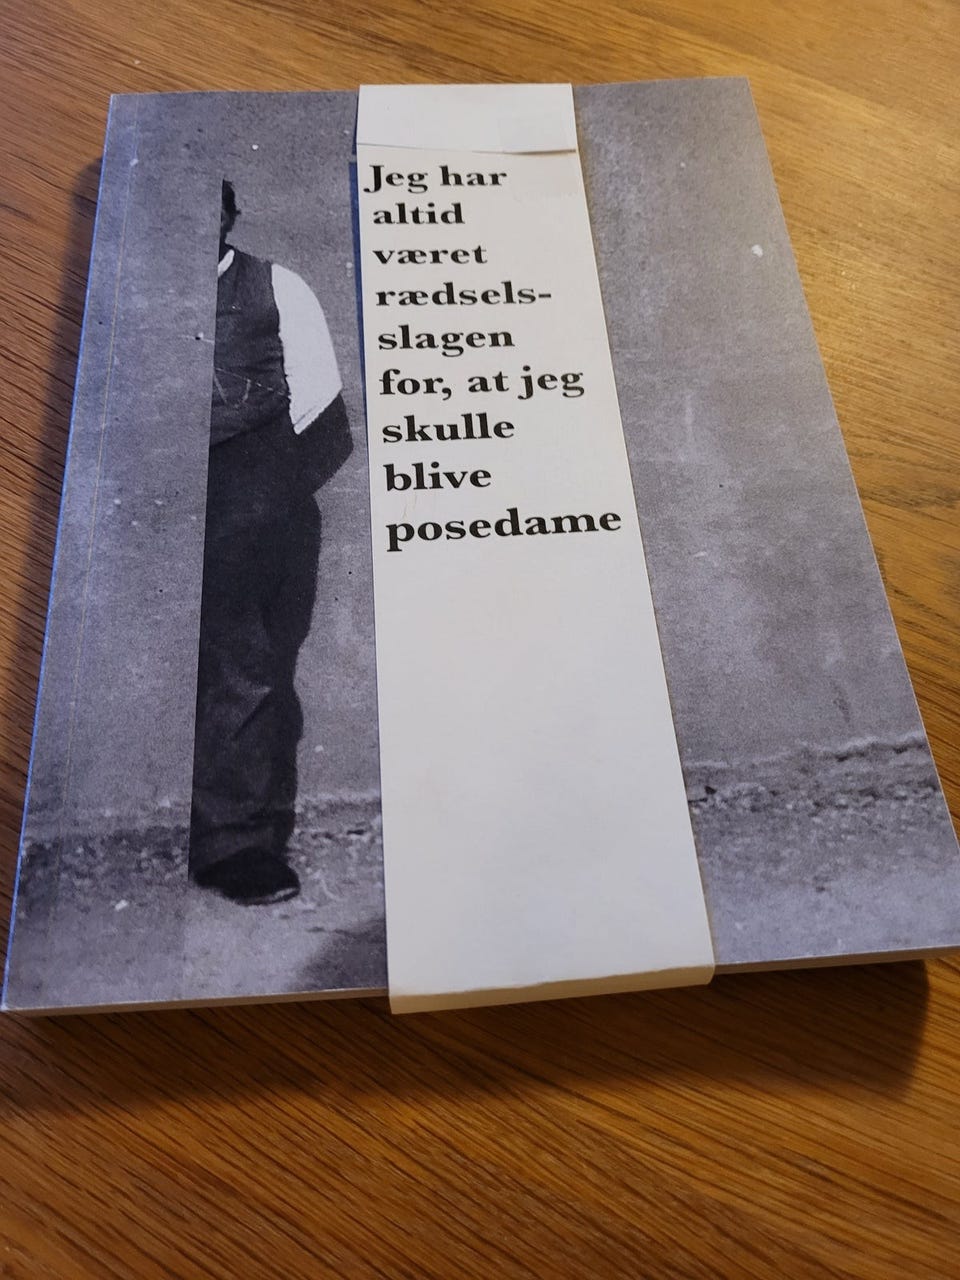 Jeg har
altid
været
rædsels-
slagen
for, at jeg
skulle
blive
posedame